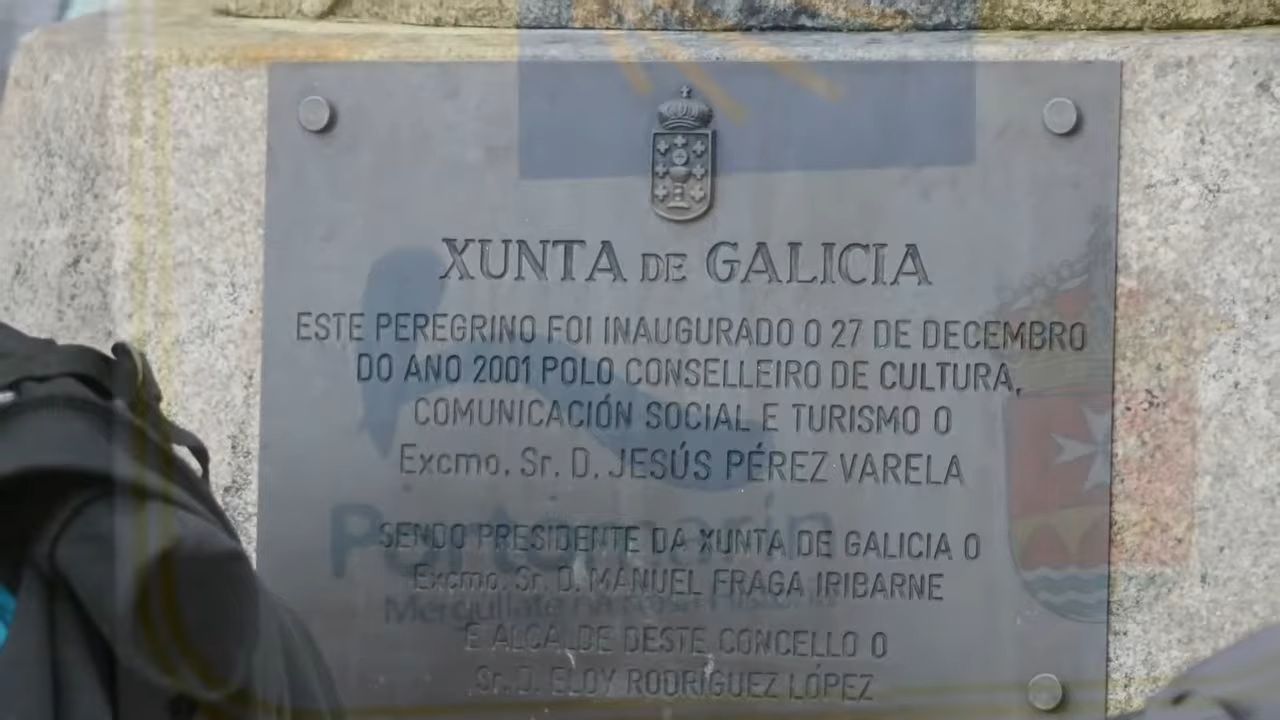 XUNTA DE GALICIA
ESTE PEREGRINO FOI INAUGURADO O 27 DE DECEMBRO
DO ANO 2001 POLO CONSELLEIRO DE CULTURA,
COMUNICACIÓN SOCIAL E TURISMO O
Excmo. Sr. D. JESÚS PÉREZ VARELA
SENDO PRESIDENTE DA XUNTA DE GALICIA O
Excmo. Sr. D. MANUEL FRAGA IRIBARNE
E ALCALDE DESTE CONCELLO O
Sr. D. ELOY RODRÍGUEZ LÓPEZ
Portomarín